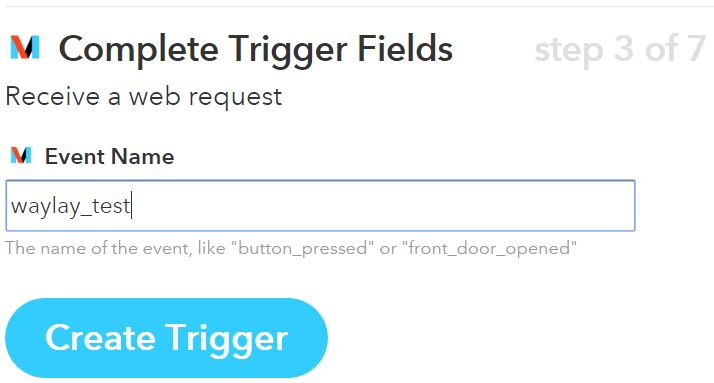 Complete Trigger Fields step 3 of 7
Receive a web request
Event Name
waylay_test
The name of the event, like "button_pressed" or "front_door_opened"
Create Trigger